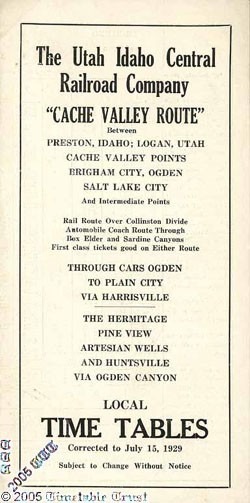 The Utah Idaho Central
Railroad Company
"CACHE VALLEY ROUTE"
Between
PRESTON, IDAHO; LOGAN, UTAH
CACHE VALLEY POINTS
BRIGHAM CITY, OGDEN
SALT LAKE CITY
And Intermediate Points
Rail Route Over Collinston Divide
Automobile Coach Route Through
Box Elder and Sardine Canyons
First class tickets good on Either Route
THROUGH CARS OGDEN
TO PLAIN CITY
VIA HARRISVILLE
THE HERMITAGE
PINE VIEW
ARTESIAN WELLS
AND HUNTSVILLE
VIA OGDEN CANYON
LOCAL
TIME TABLES
Corrected to July 15, 1929
Subject to Change Without Notice
2005
© 2005 Timetable Trust